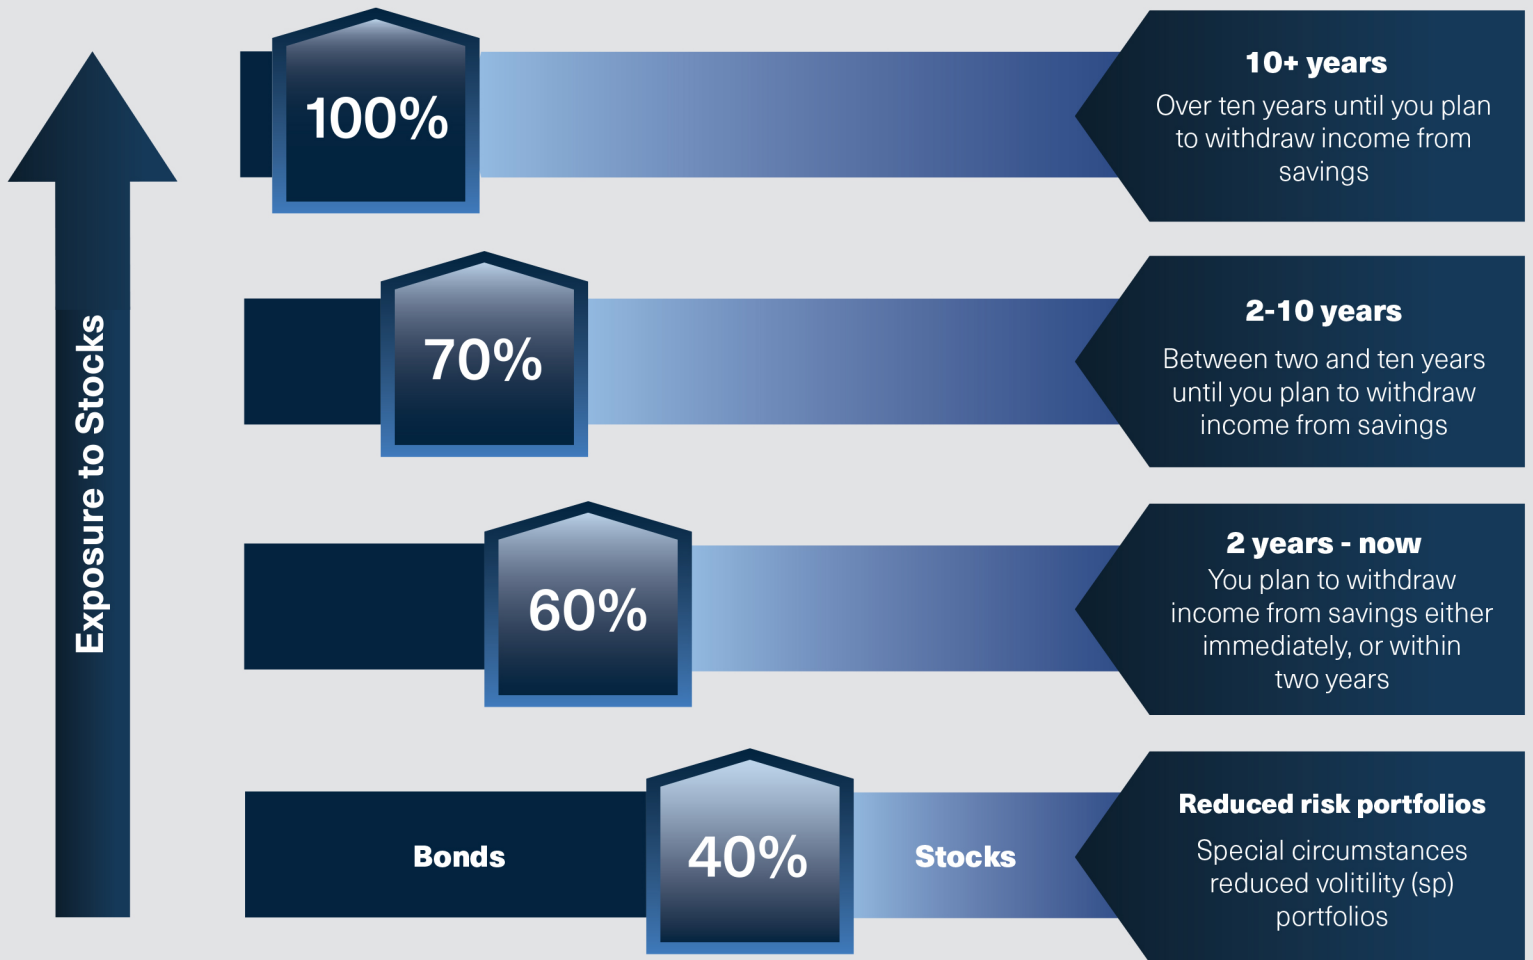 Exposure to Stocks
100%
10+ years
Over ten years until you plan
to withdraw income from
savings
70%
2-10 years
Between two and ten years
until you plan to withdraw
income from savings
60%
2 years - now
You plan to withdraw
income from savings either
immediately, or within
two years
Bonds
40%
Stocks
Reduced risk portfolios
Special circumstances
reduced volitility (sp)
portfolios